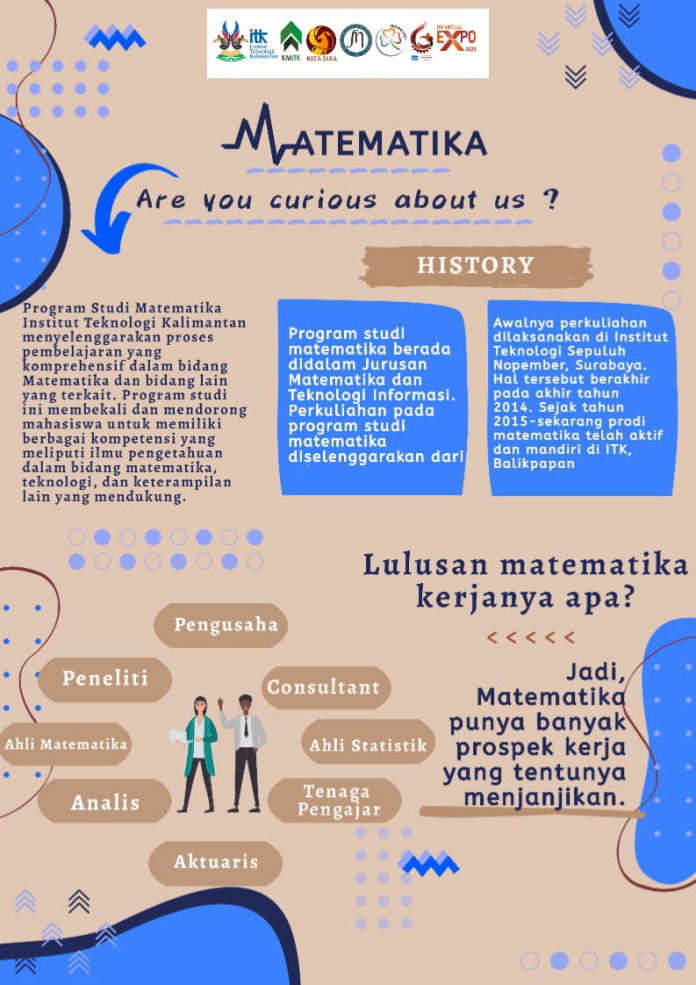 itk
Institut
Teknologi
Kalimantan
KMITK
KITA JAYA
ITK VIRTUAL
EXPO
2023
MATEMATIKA
Are you curious about us ?
HISTORY
Program Studi Matematika
Institut Teknologi Kalimantan
menyelenggarakan proses
pembelajaran yang
komprehensif dalam bidang
Matematika dan bidang lain
yang terkait. Program studi
ini membekali dan mendorong
mahasiswa untuk memiliki
berbagai kompetensi yang
meliputi ilmu pengetahuan
dalam bidang matematika,
teknologi, dan keterampilan
lain yang mendukung.
Program studi
matematika berada
didalam Jurusan
Matematika dan
Teknologi Informasi.
Perkuliahan pada
program studi
matematika
diselenggarakan dari
Awalnya perkuliahan
dilaksanakan di Institut
Teknologi Sepuluh
Nopember, Surabaya.
Hal tersebut berakhir
pada akhir tahun
2014. Sejak tahun
2015-sekarang prodi
matematika telah aktif
dan mandiri di ITK,
Balikpapan
Lulusan matematika
kerjanya apa?
< < < < <
Jadi,
Matematika
punya banyak
prospek kerja
yang tentunya
menjanjikan.
Pengusaha
Peneliti
Consultant
Ahli Matematika
Ahli Statistik
Analis
Tenaga
Pengajar
Aktuaris